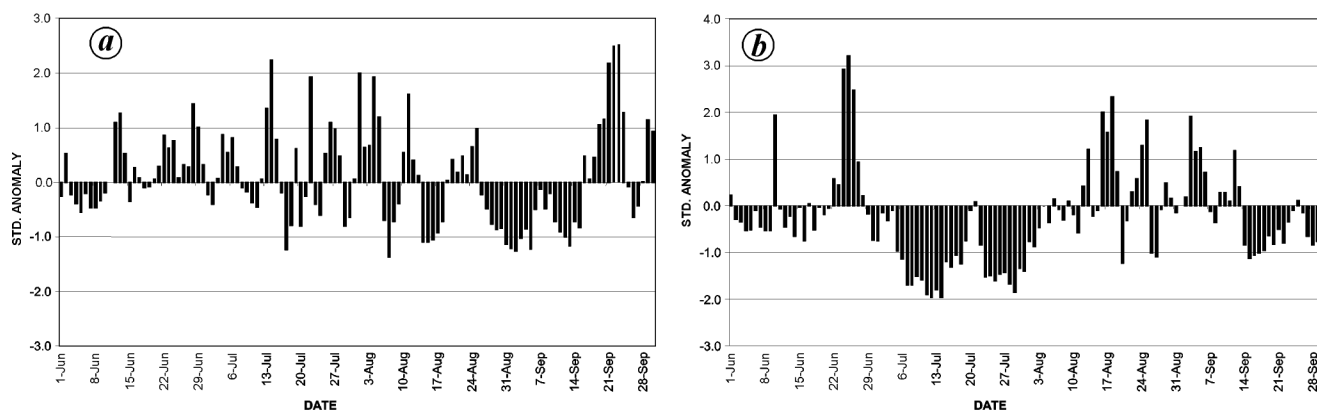 a
3.0
2.0
1.0
0.0
-1.0
-2.0
-3.0
STD. ANOMALY
1-Jun
8-Jun
15-Jun
22-Jun
29-Jun
6-Jul
13-Jul
20-Jul
27-Jul
3-Aug
10-Aug
17-Aug
24-Aug
31-Aug
7-Sep
14-Sep
21-Sep
28-Sep
DATE
b
4.0
3.0
2.0
1.0
0.0
-1.0
-2.0
-3.0
STD. ANOMALY
1-Jun
8-Jun
15-Jun
22-Jun
29-Jun
6-Jul
13-Jul
20-Jul
27-Jul
3-Aug
10-Aug
17-Aug
24-Aug
31-Aug
7-Sep
14-Sep
21-Sep
28-Sep
DATE